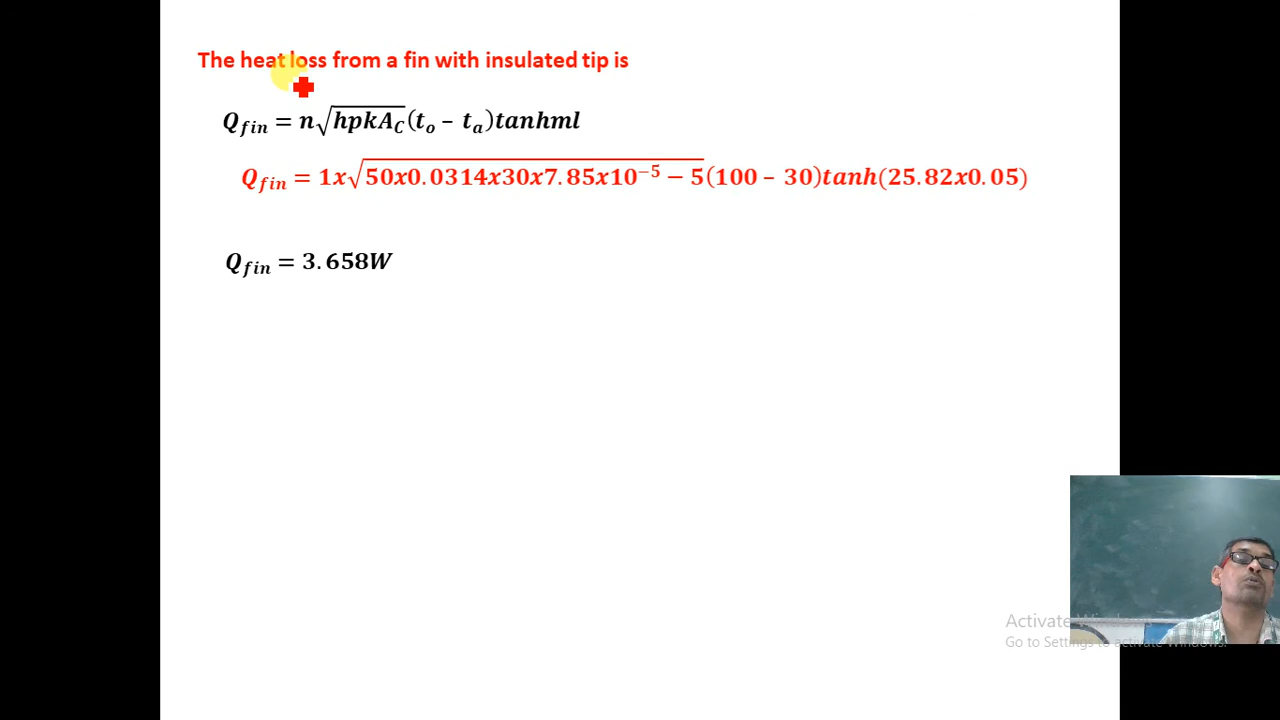 The heat loss from a fin with insulated tip is
Q_fin = n√hpkA_C(t_o − t_a)tanhml
Q_fin = 1x√50x0.0314x30x7.85x10⁻⁵ − 5(100 − 30)tanh(25.82x0.05)
Q_fin = 3.658W
Activate
Go to Settings to activate Windows.